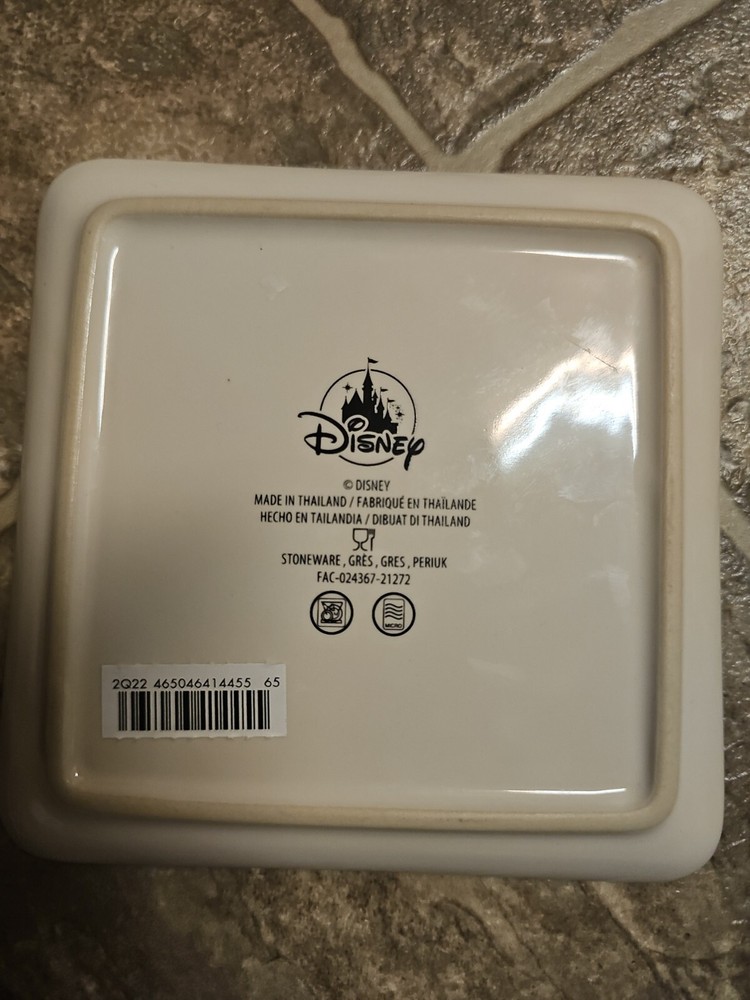 DISNEY
© DISNEY
MADE IN THAILAND / FABRIQUÉ EN THAÏLANDE
HECHO EN TAILANDIA / DIBUAT DI THAILAND
STONEWARE , GRÈS , GRES , PERIUK
FAC-024367-21272
MICRO
2Q22 465046414455 65